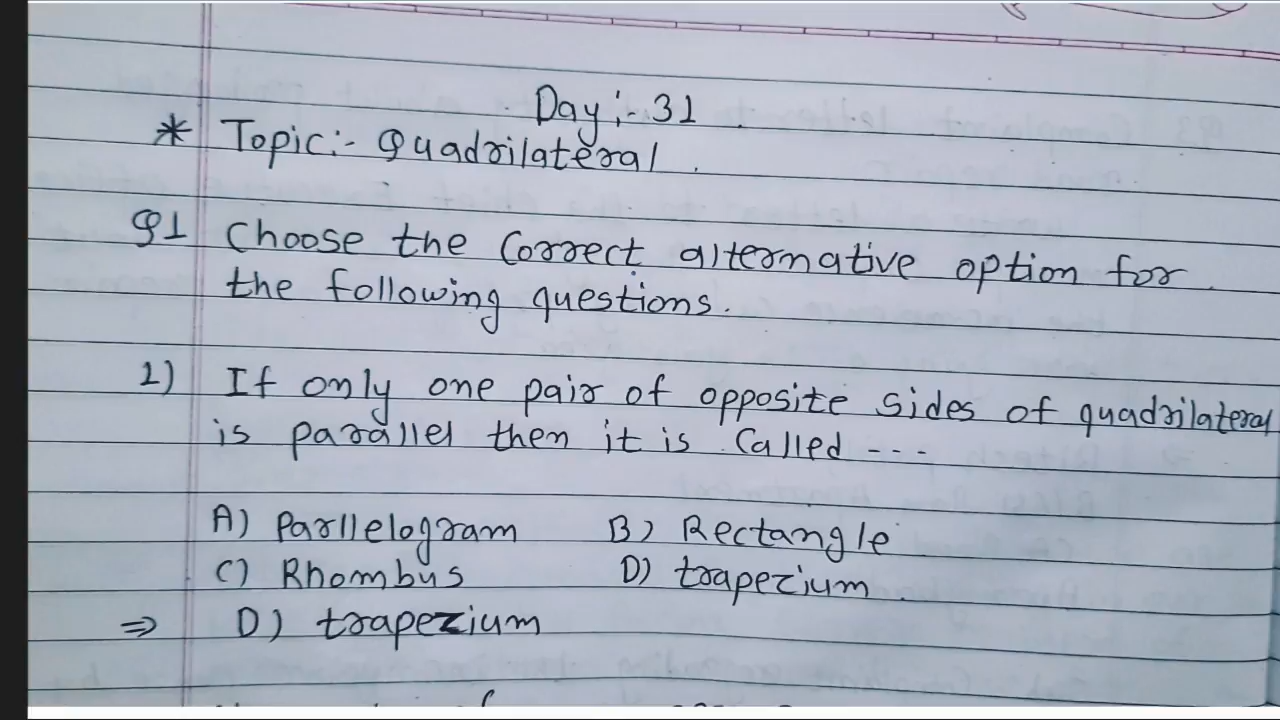 Day :- 31
* Topic:- Quadrilateral.
Q1 Choose the Correct alternative option for
the following questions.
1) If only one pair of opposite sides of quadrilateral
is parallel then it is Called ---
A) Parllelogram B) Rectangle
C) Rhombus D) trapezium.
⇒ D) trapezium